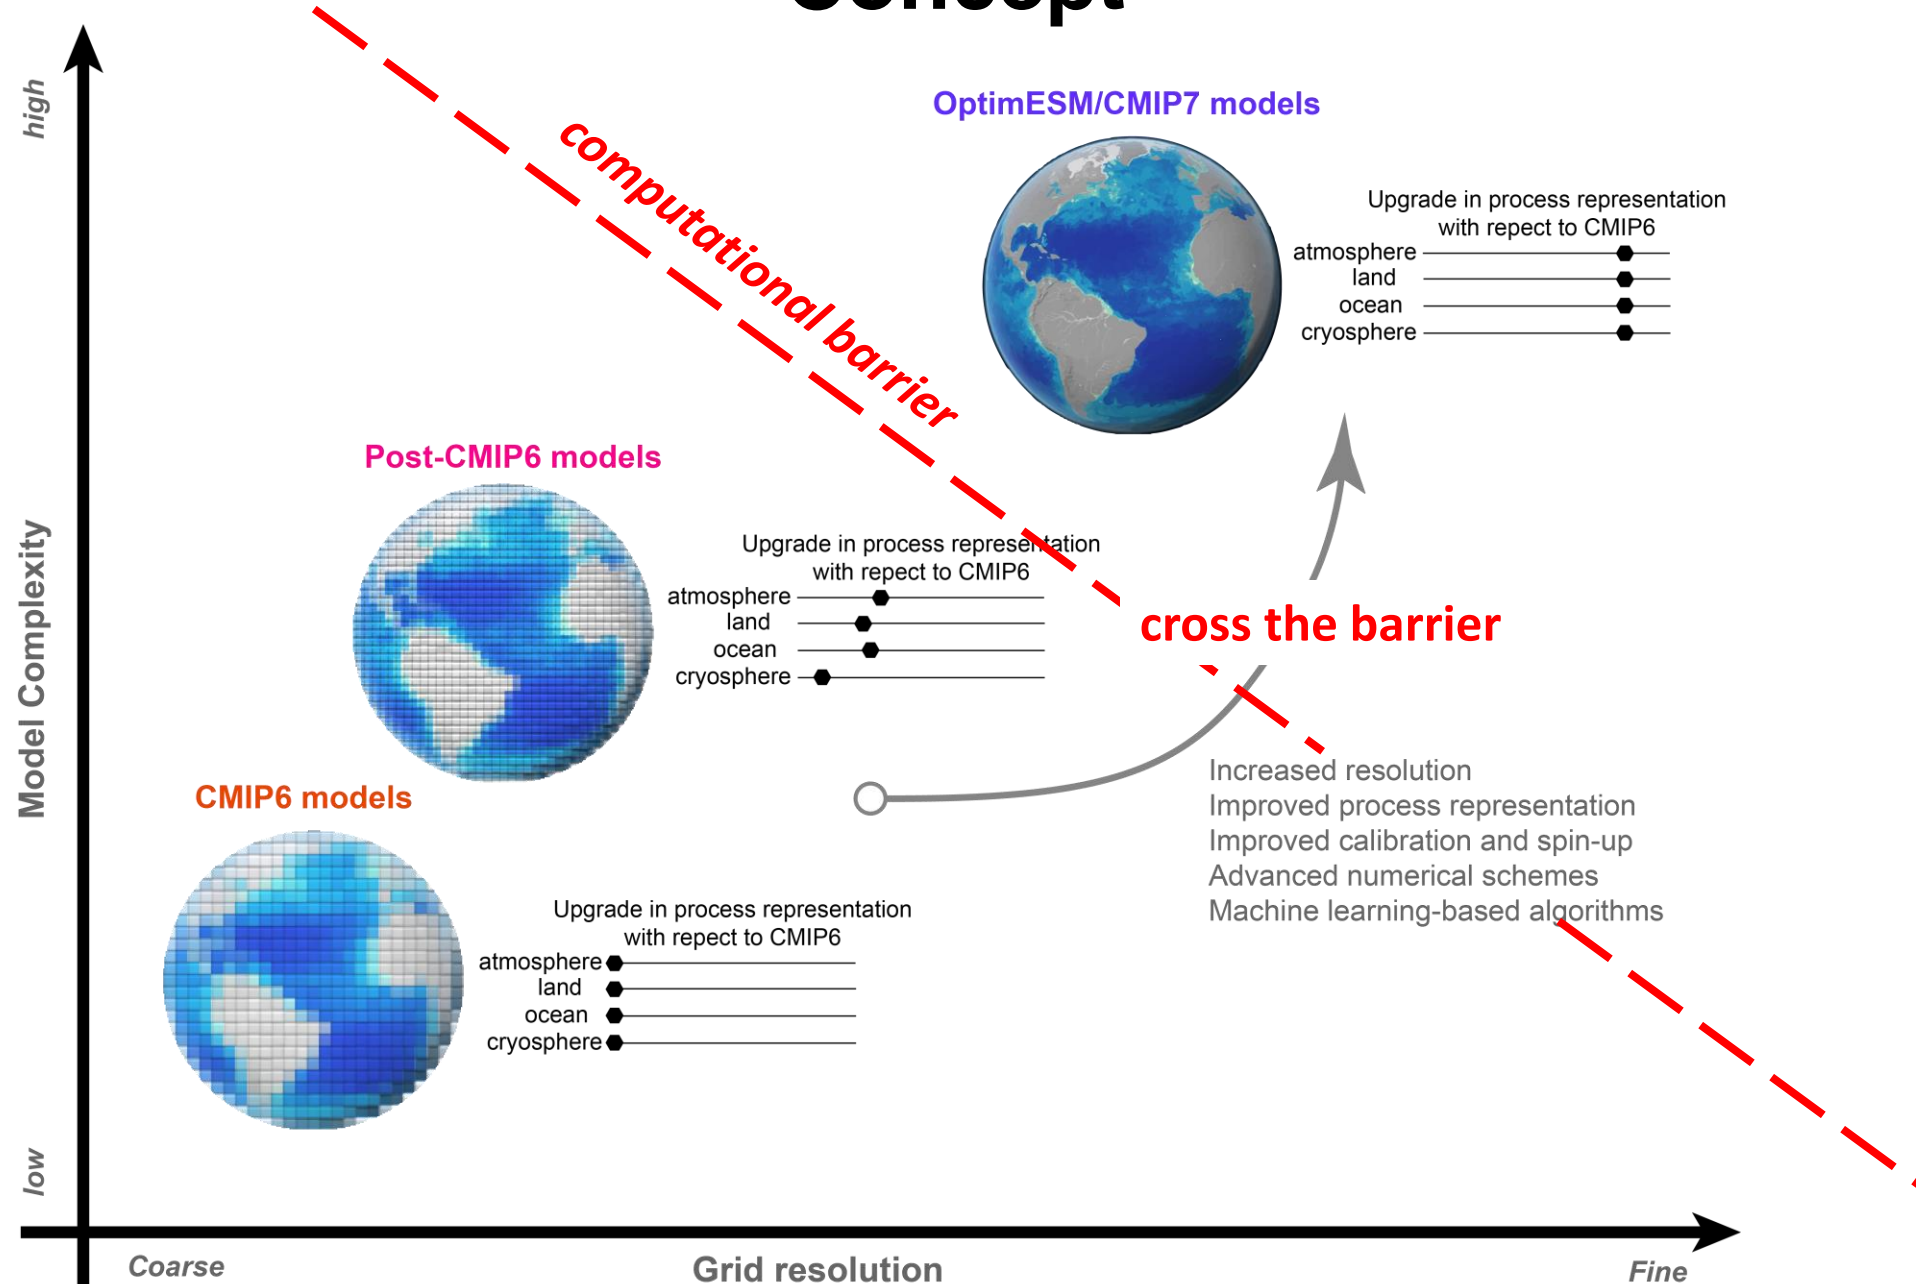 Concept
high
computational barrier
OptimESM/CMIP7 models
Upgrade in process representation
with repect to CMIP6
atmosphere
land
ocean
cryosphere
Post-CMIP6 models
Upgrade in process representation
with repect to CMIP6
atmosphere
land
ocean
cryosphere
cross the barrier
Model Complexity
Increased resolution
Improved process representation
Improved calibration and spin-up
Advanced numerical schemes
Machine learning-based algorithms
CMIP6 models
Upgrade in process representation
with repect to CMIP6
atmosphere
land
ocean
cryosphere
low
Coarse
Grid resolution
Fine